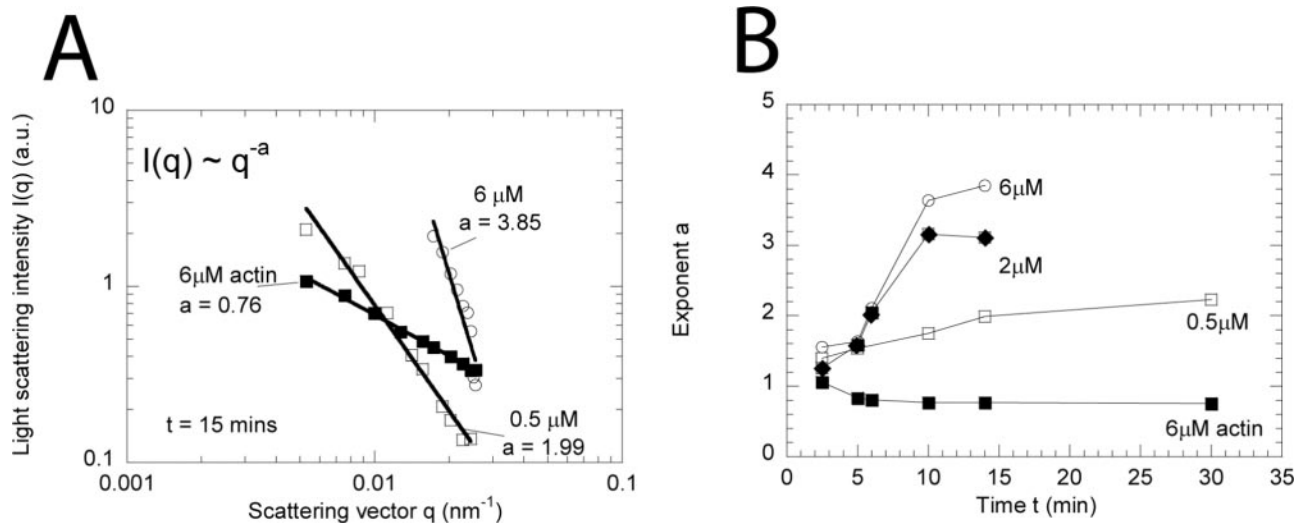 A
10
I(q) ~ q-a
6 μM
a = 3.85
1
6μM actin
a = 0.76
0.5 μM
a = 1.99
t = 15 mins
0.1
0.001
0.01
0.1
Light scattering intensity I(q) (a.u.)
Scattering vector q (nm-1)
B
5
4
3
2
1
0
6μM
2μM
0.5μM
6μM actin
0 5 10 15 20 25 30 35
Exponent a
Time t (min)